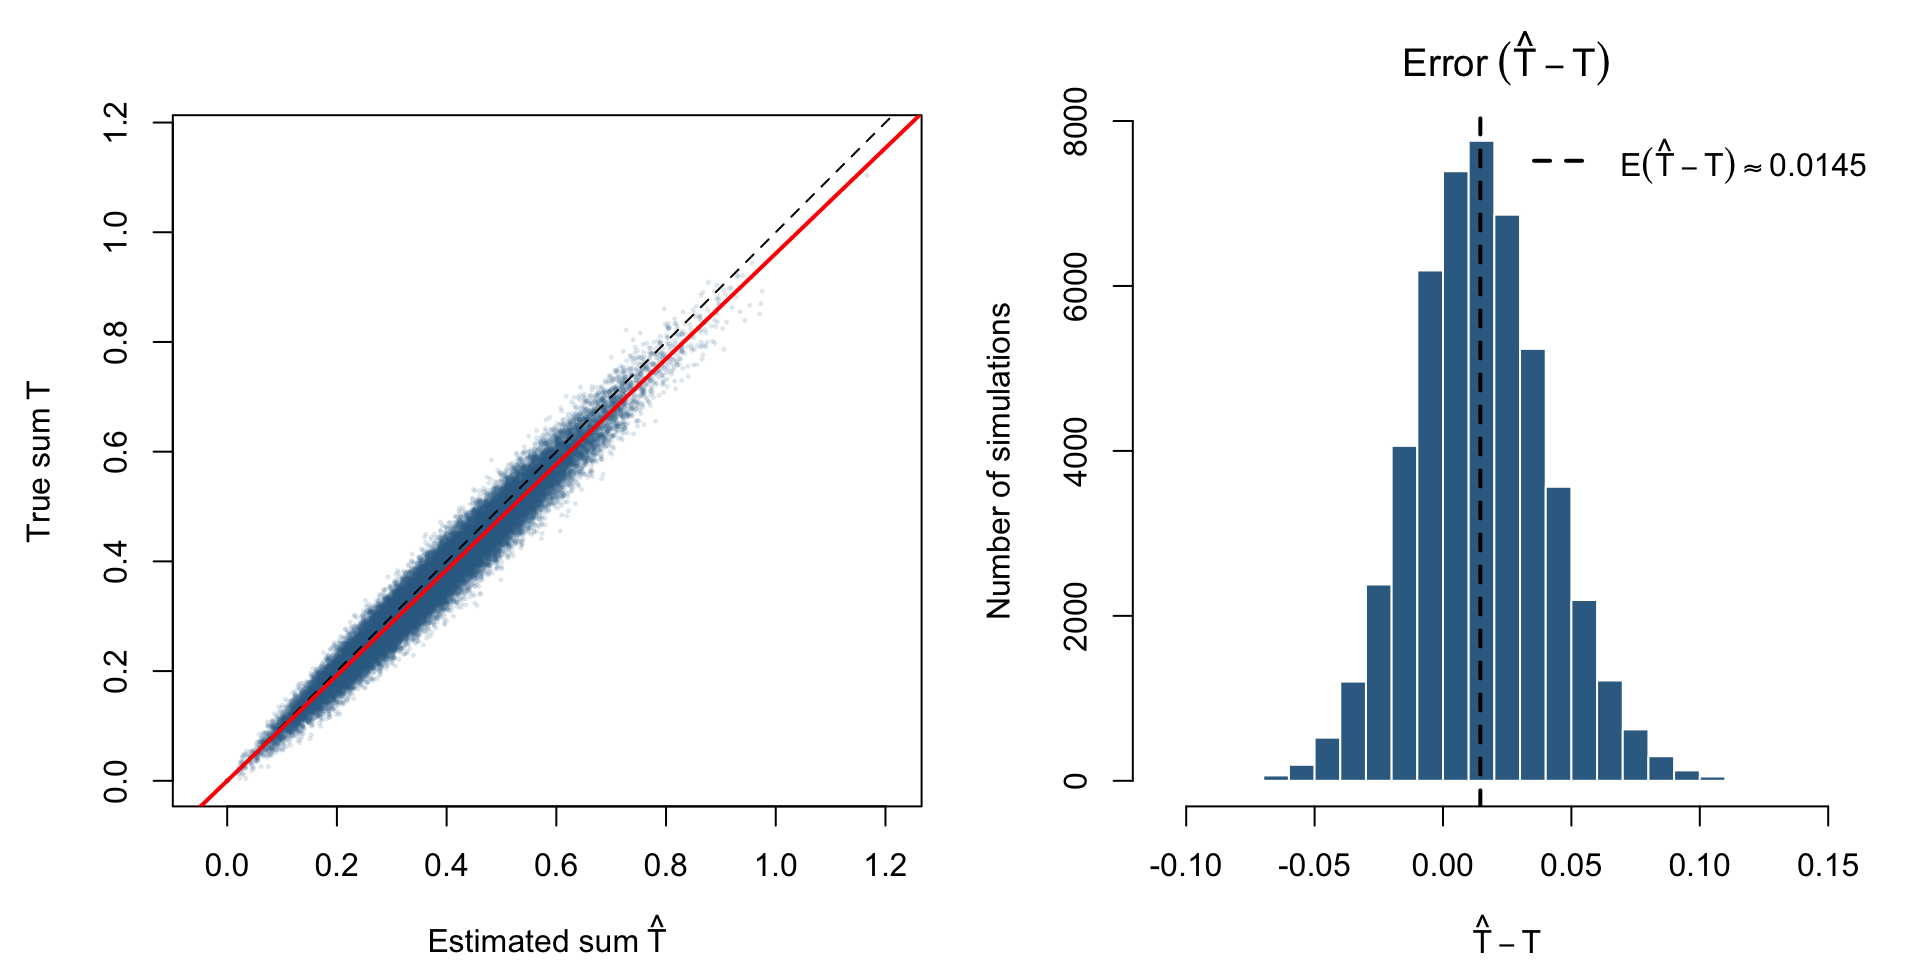 True sum T
1.2
1.0
0.8
0.6
0.4
0.2
0.0
0.0 0.2 0.4 0.6 0.8 1.0 1.2
Estimated sum T̂
Error (T̂ − T)
E(T̂ − T) ≈ 0.0145
Number of simulations
8000
6000
4000
2000
0
-0.10 -0.05 0.00 0.05 0.10 0.15
T̂ − T